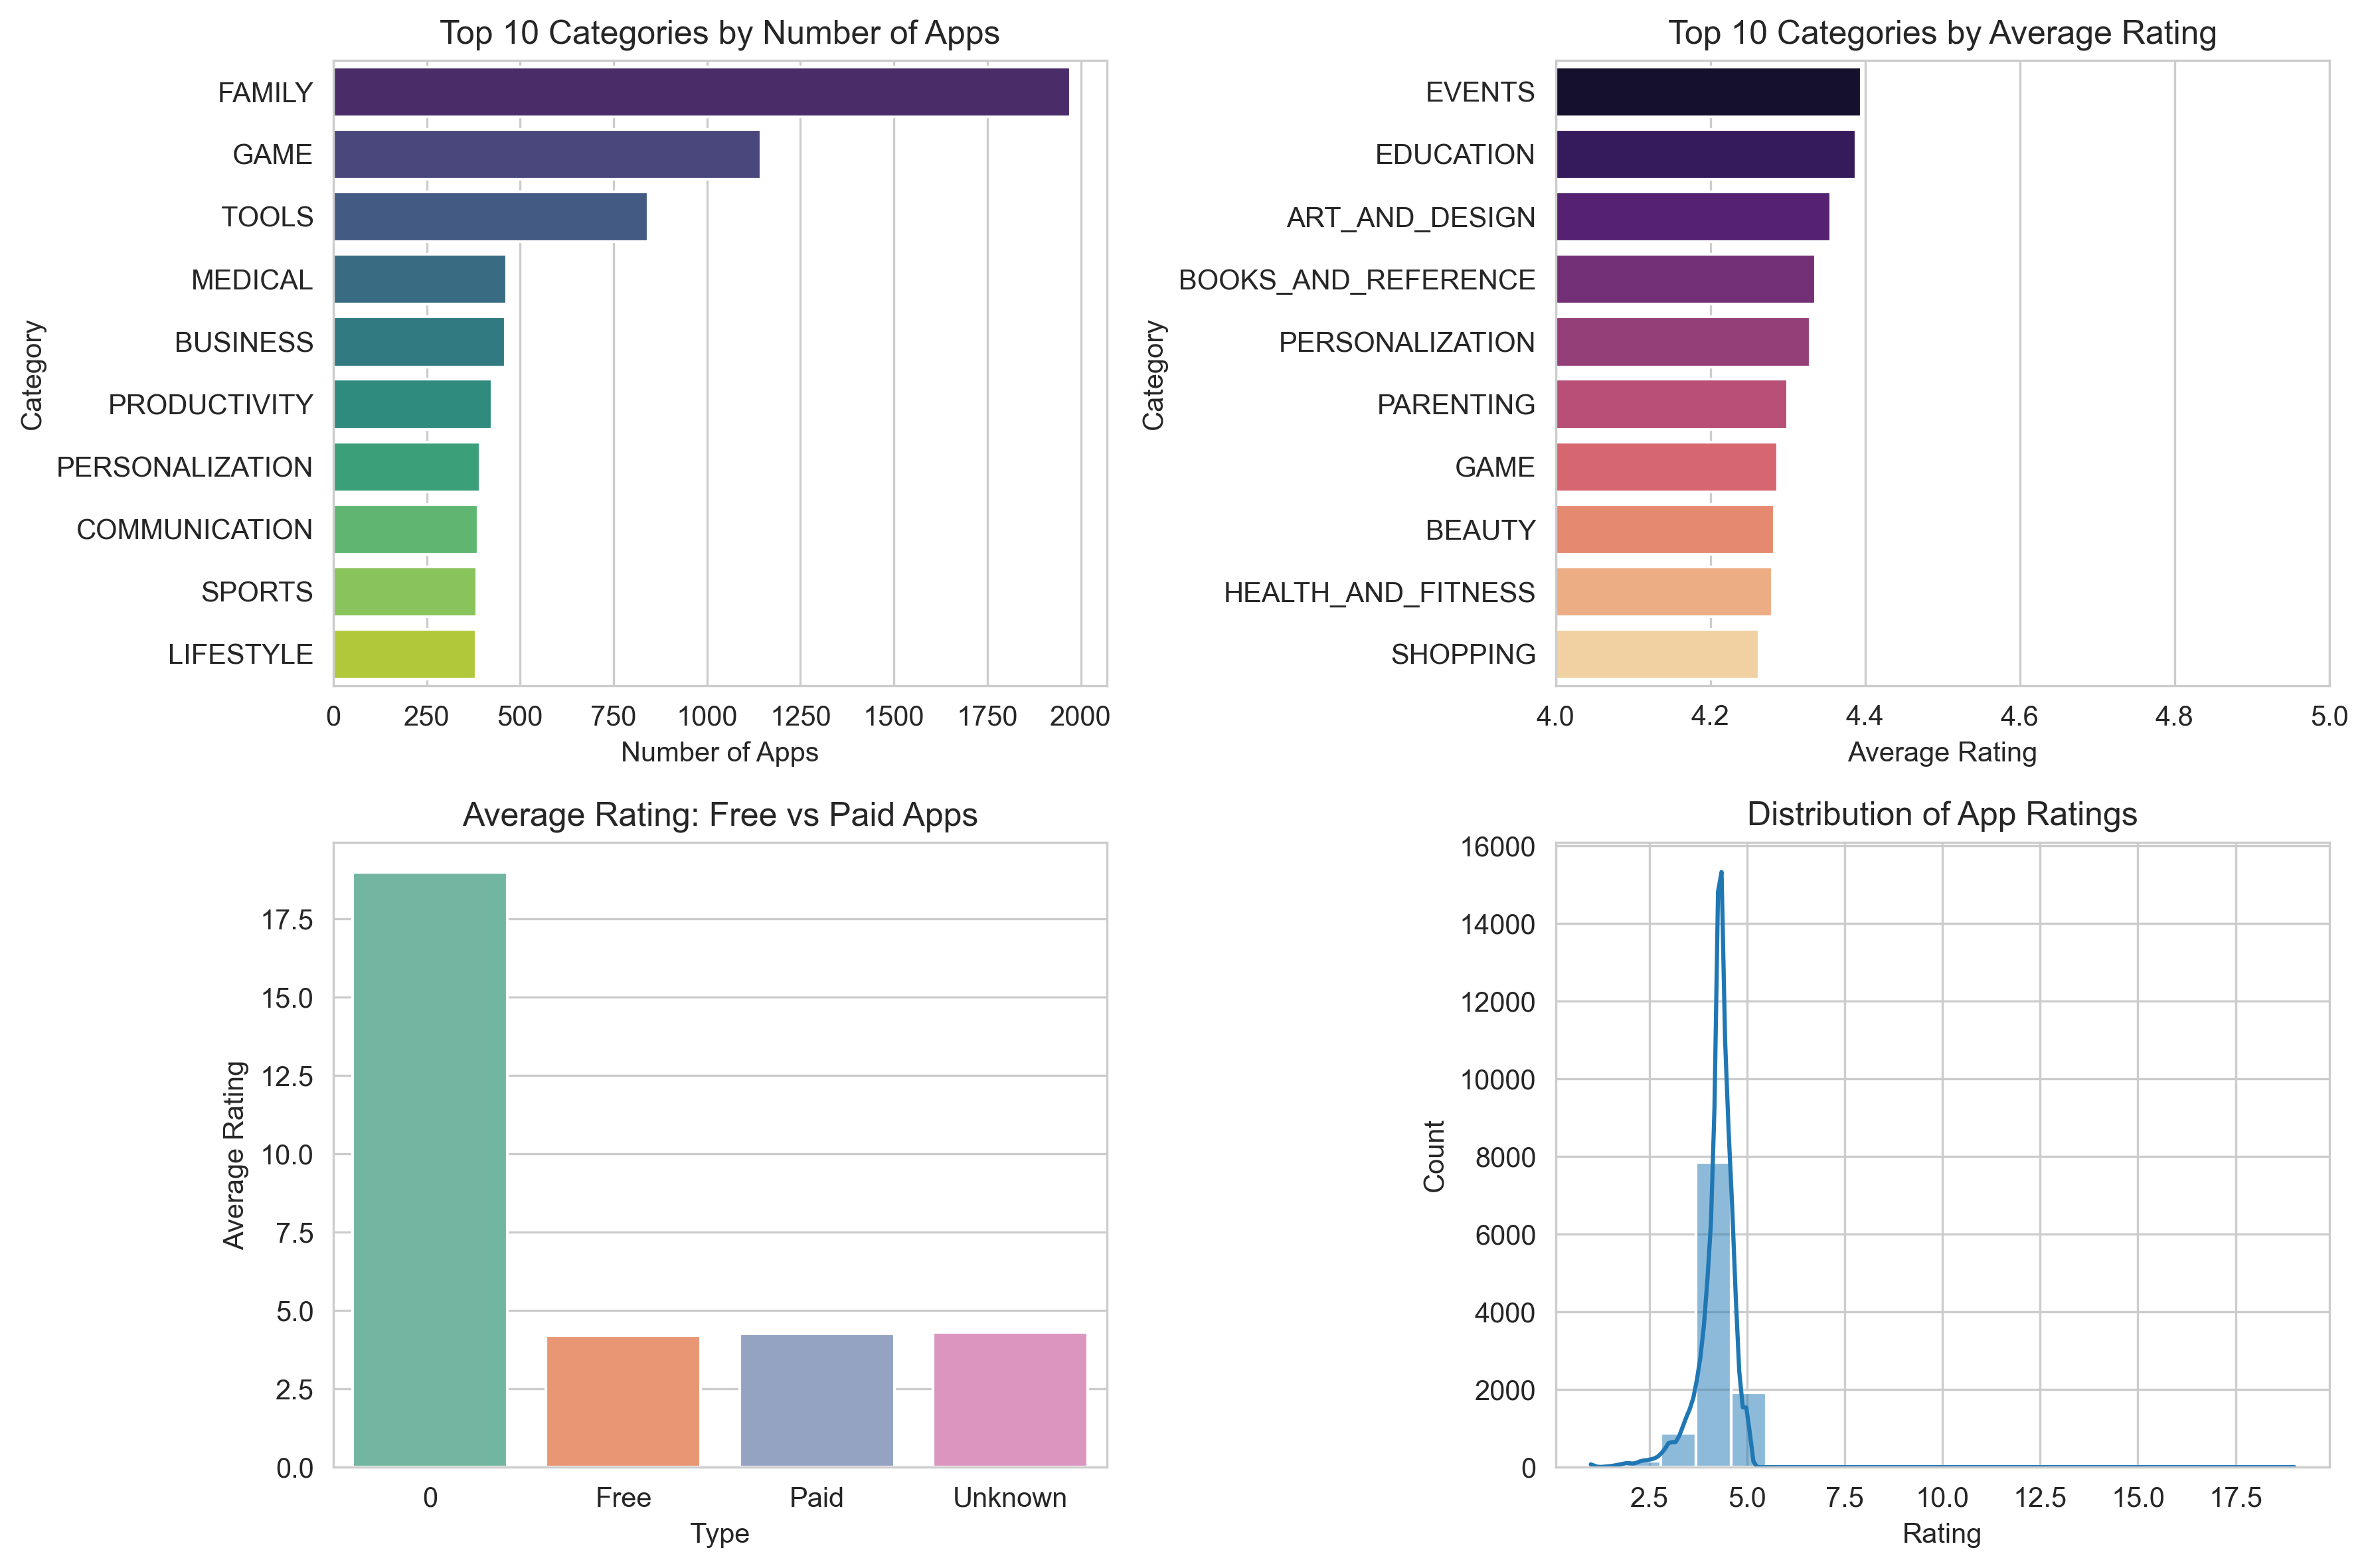 Top 10 Categories by Number of Apps
Category
FAMILY
GAME
TOOLS
MEDICAL
BUSINESS
PRODUCTIVITY
PERSONALIZATION
COMMUNICATION
SPORTS
LIFESTYLE
0 250 500 750 1000 1250 1500 1750 2000
Number of Apps
Top 10 Categories by Average Rating
Category
EVENTS
EDUCATION
ART_AND_DESIGN
BOOKS_AND_REFERENCE
PERSONALIZATION
PARENTING
GAME
BEAUTY
HEALTH_AND_FITNESS
SHOPPING
4.0 4.2 4.4 4.6 4.8 5.0
Average Rating
Average Rating: Free vs Paid Apps
Average Rating
17.5
15.0
12.5
10.0
7.5
5.0
2.5
0.0
0 Free Paid Unknown
Type
Distribution of App Ratings
Count
16000
14000
12000
10000
8000
6000
4000
2000
0
2.5 5.0 7.5 10.0 12.5 15.0 17.5
Rating